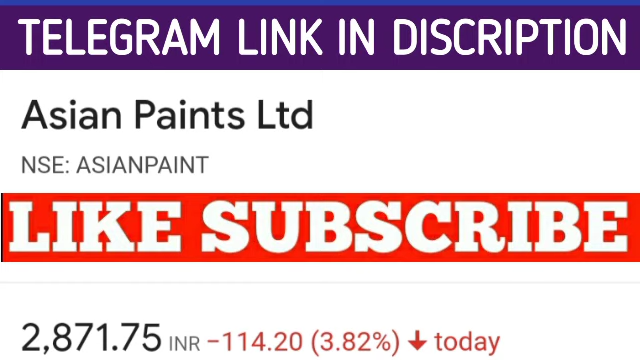 TELEGRAM LINK IN DISCRIPTION
Asian Paints Ltd
NSE: ASIANPAINT
LIKE SUBSCRIBE
2,871.75 INR −114.20 (3.82%) ↓ today